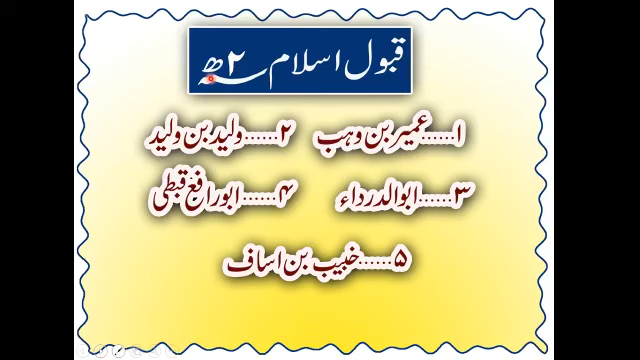 قبول اسلام ۲ھ
۱......عمیر بن وہب ۲......ولید بن ولید
۳......ابوالدرداء ۴......ابورافع قبطی
۵......خبیب بن اساف